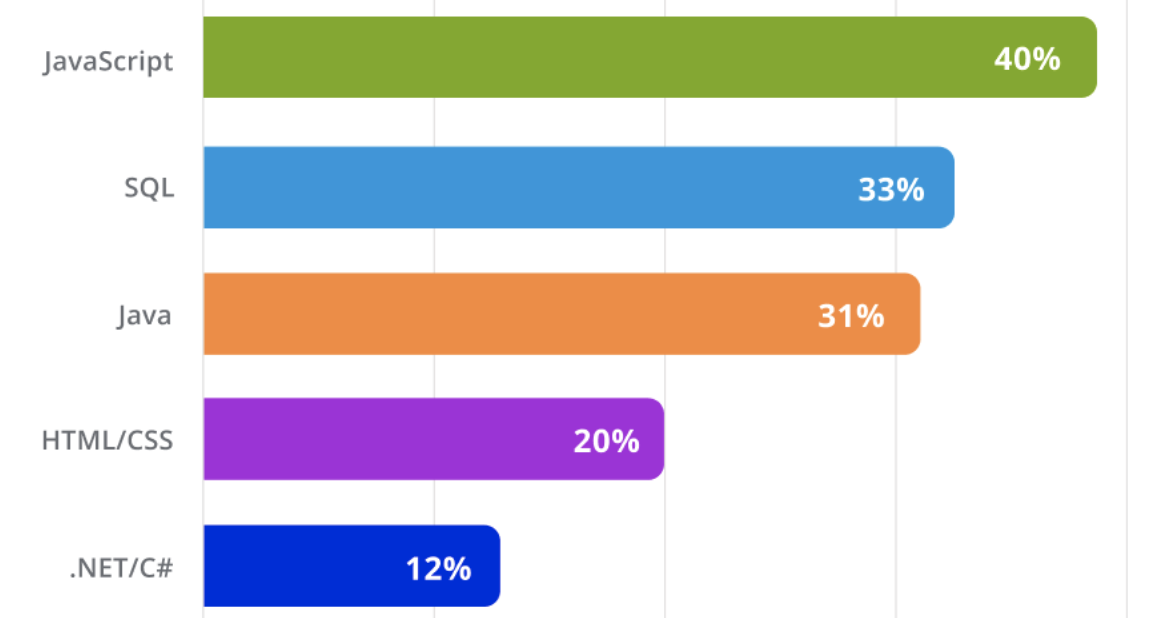 JavaScript 40%
SQL 33%
Java 31%
HTML/CSS 20%
.NET/C# 12%